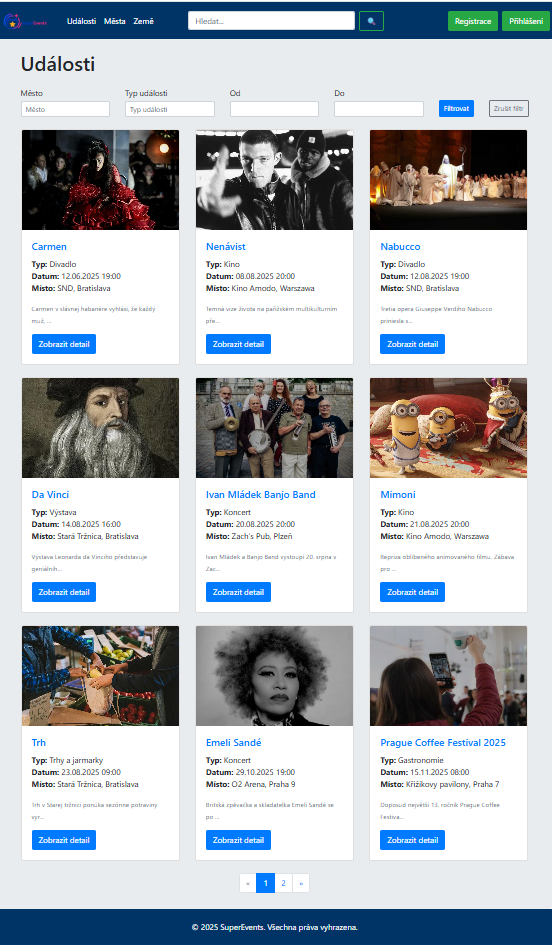 Události Města Země Hledat... Registrace Přihlášení
Události
Město Typ události Od Do
Město Typ události Filtrovat Zrušit filtr
Carmen
Typ: Divadlo
Datum: 12.06.2025 19:00
Místo: SND, Bratislava
Carmen v slávnej habanére vyhlási, že každý
muž, ...
Zobrazit detail
Nenávist
Typ: Kino
Datum: 08.08.2025 20:00
Místo: Kino Amodo, Warszawa
Temná vize života na pařížském multikulturním
pře...
Zobrazit detail
Nabucco
Typ: Divadlo
Datum: 12.08.2025 19:00
Místo: SND, Bratislava
Tretia opera Giuseppe Verdiho Nabucco
priniesla s...
Zobrazit detail
Da Vinci
Typ: Výstava
Datum: 14.08.2025 16:00
Místo: Stará Tržnica, Bratislava
Výstava Leonarda da Vinciho představuje
geniálníh...
Zobrazit detail
Ivan Mládek Banjo Band
Typ: Koncert
Datum: 20.08.2025 20:00
Místo: Zach's Pub, Plzeň
Ivan Mládek a Banjo Band vystoupí 20. srpna v
Zac...
Zobrazit detail
Mimoni
Typ: Kino
Datum: 21.08.2025 20:00
Místo: Kino Amodo, Warszawa
Repríza oblíbeného animovaného filmu. Zábava
pro ...
Zobrazit detail
Trh
Typ: Trhy a jarmarky
Datum: 23.08.2025 09:00
Místo: Stará Tržnica, Bratislava
Trh v Starej tržnici ponúka sezónne potraviny
vyr...
Zobrazit detail
Emeli Sandé
Typ: Koncert
Datum: 29.10.2025 19:00
Místo: O2 Arena, Praha 9
Britská zpěvačka a skladatelka Emeli Sandé se
po ...
Zobrazit detail
Prague Coffee Festival 2025
Typ: Gastronomie
Datum: 15.11.2025 08:00
Místo: Křižíkovy pavilony, Praha 7
Doposud největší 13. ročník Prague Coffee
Festiva...
Zobrazit detail
« 1 2 »
© 2025 SuperEvents. Všechna práva vyhrazena.